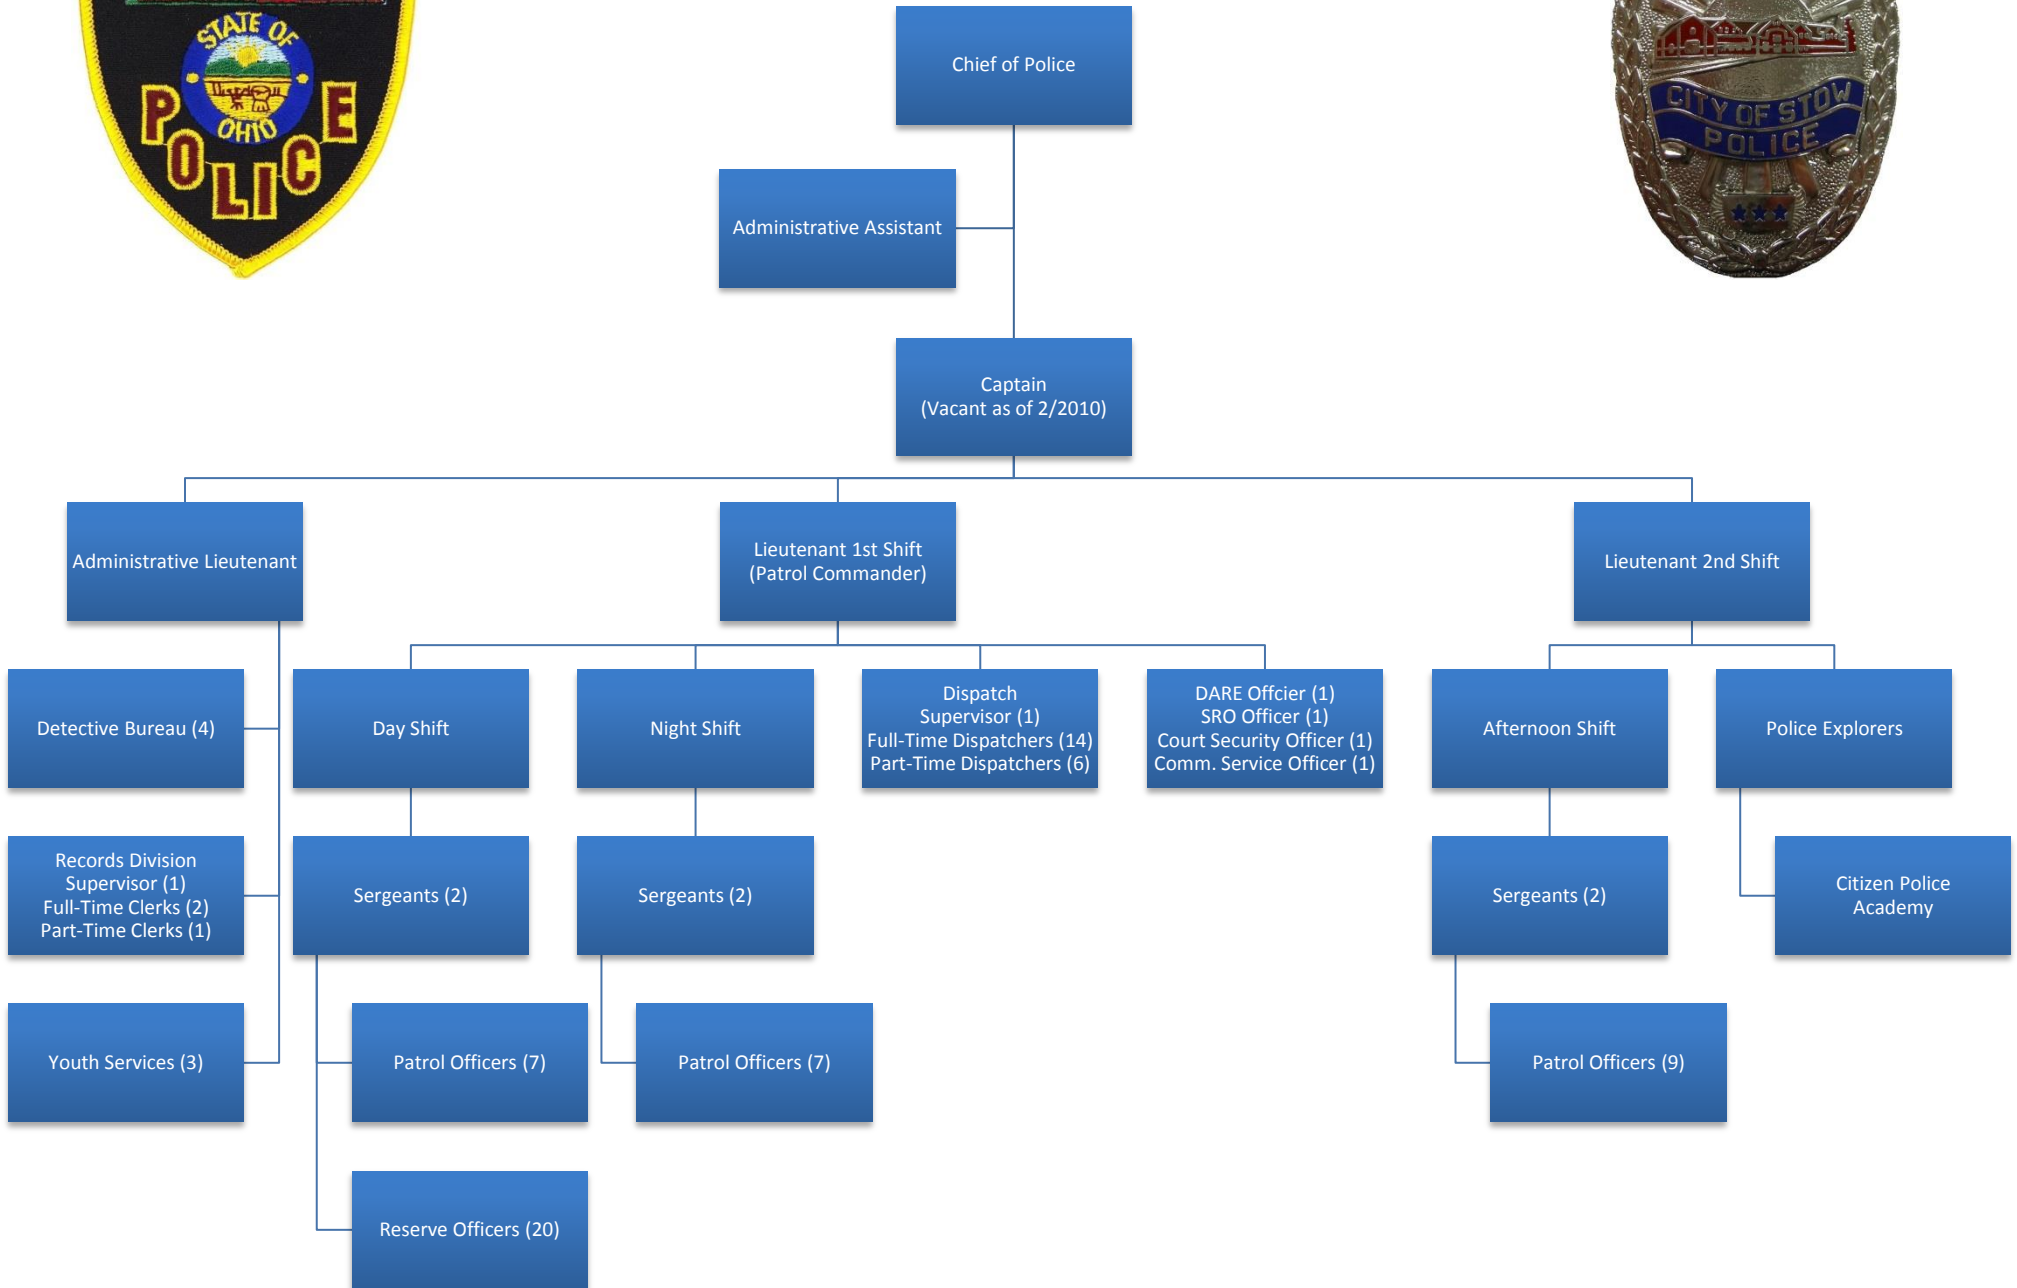 STATE OF
OHIO
POLICE
CITY OF STOW
POLICE
Chief of Police
Administrative Assistant
Captain
(Vacant as of 2/2010)
Administrative Lieutenant
Lieutenant 1st Shift
(Patrol Commander)
Lieutenant 2nd Shift
Detective Bureau (4)
Day Shift
Night Shift
Dispatch
Supervisor (1)
Full-Time Dispatchers (14)
Part-Time Dispatchers (6)
DARE Offcier (1)
SRO Officer (1)
Court Security Officer (1)
Comm. Service Officer (1)
Afternoon Shift
Police Explorers
Records Division
Supervisor (1)
Full-Time Clerks (2)
Part-Time Clerks (1)
Sergeants (2)
Sergeants (2)
Sergeants (2)
Citizen Police
Academy
Youth Services (3)
Patrol Officers (7)
Patrol Officers (7)
Patrol Officers (9)
Reserve Officers (20)